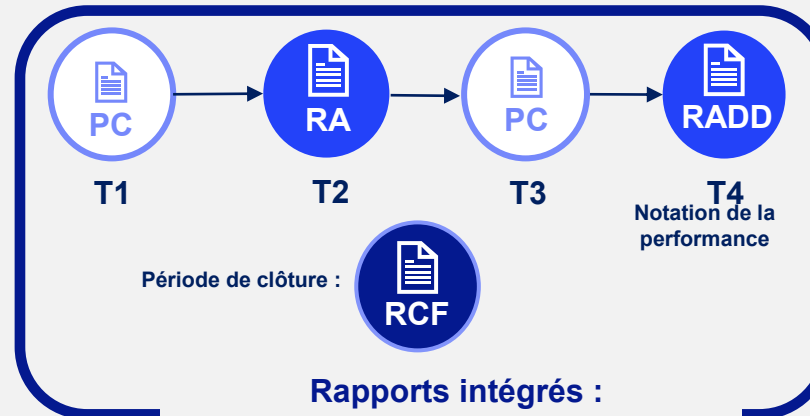 PC
RA
PC
RADD
T1
T2
T3
T4
Notation de la
performance
Période de clôture :
RCF
Rapports intégrés :